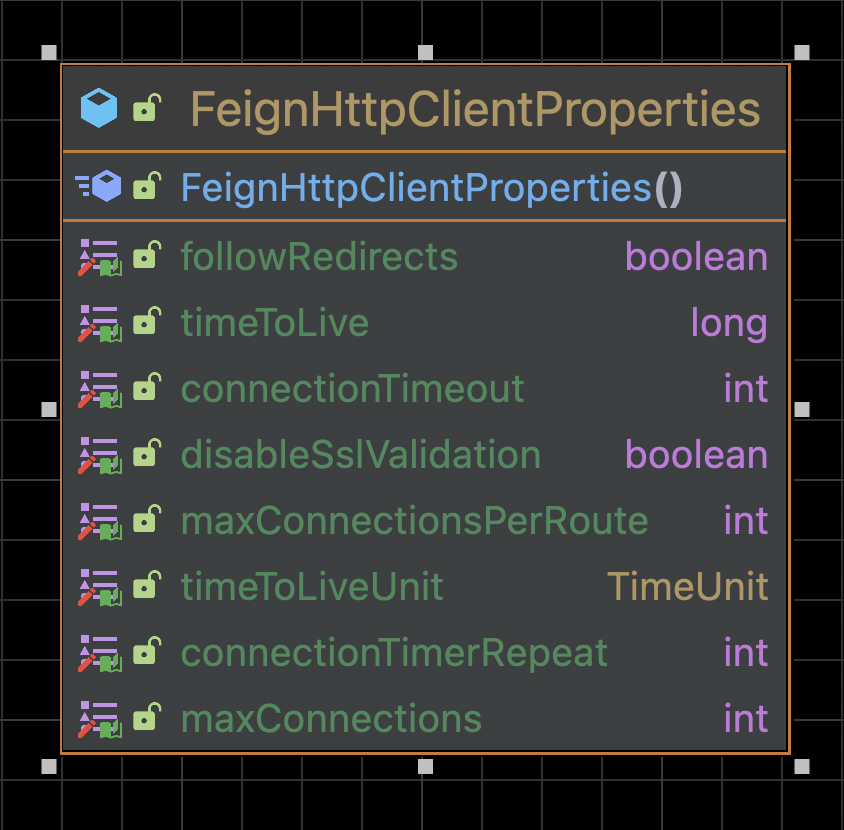 FeignHttpClientProperties
FeignHttpClientProperties()
followRedirects boolean
timeToLive long
connectionTimeout int
disableSslValidation boolean
maxConnectionsPerRoute int
timeToLiveUnit TimeUnit
connectionTimerRepeat int
maxConnections int